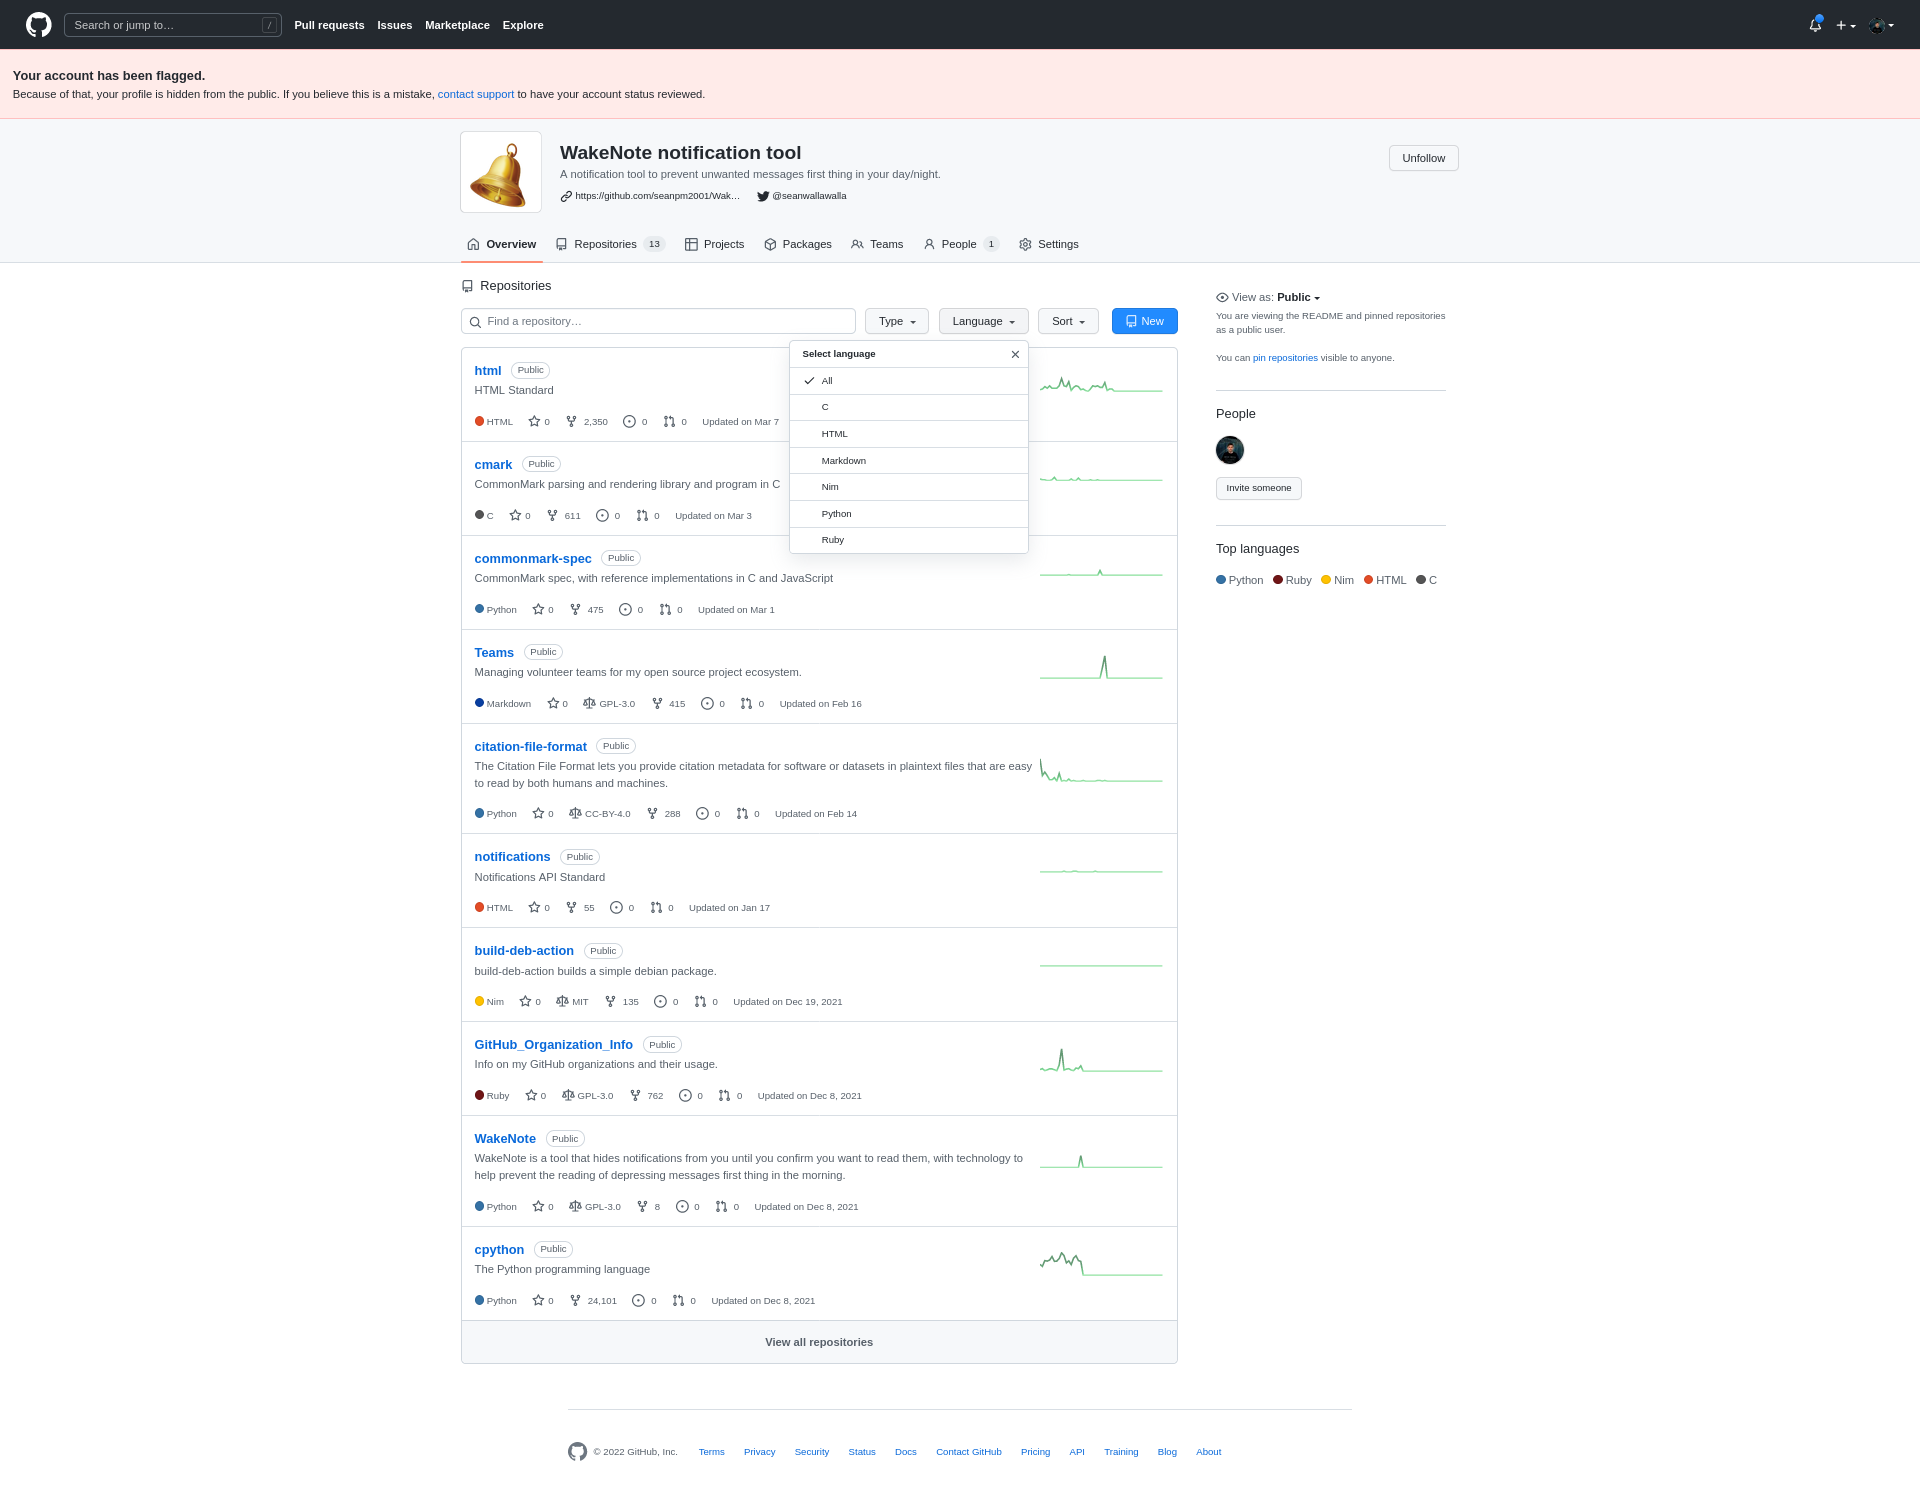 Search or jump to…
/
Pull requests Issues Marketplace Explore
Your account has been flagged.
Because of that, your profile is hidden from the public. If you believe this is a mistake, contact support to have your account status reviewed.
WakeNote notification tool
A notification tool to prevent unwanted messages first thing in your day/night.
https://github.com/seanpm2001/Wak… @seanwallawalla
Unfollow
Overview Repositories 13 Projects Packages Teams People 1 Settings
Repositories
Find a repository…
Type Language Sort New
Select language
All
C
HTML
Markdown
Nim
Python
Ruby
html Public
HTML Standard
HTML 0 2,350 0 0 Updated on Mar 7
cmark Public
CommonMark parsing and rendering library and program in C
C 0 611 0 0 Updated on Mar 3
commonmark-spec Public
CommonMark spec, with reference implementations in C and JavaScript
Python 0 475 0 0 Updated on Mar 1
Teams Public
Managing volunteer teams for my open source project ecosystem.
Markdown 0 GPL-3.0 415 0 0 Updated on Feb 16
citation-file-format Public
The Citation File Format lets you provide citation metadata for software or datasets in plaintext files that are easy
to read by both humans and machines.
Python 0 CC-BY-4.0 288 0 0 Updated on Feb 14
notifications Public
Notifications API Standard
HTML 0 55 0 0 Updated on Jan 17
build-deb-action Public
build-deb-action builds a simple debian package.
Nim 0 MIT 135 0 0 Updated on Dec 19, 2021
GitHub_Organization_Info Public
Info on my GitHub organizations and their usage.
Ruby 0 GPL-3.0 762 0 0 Updated on Dec 8, 2021
WakeNote Public
WakeNote is a tool that hides notifications from you until you confirm you want to read them, with technology to
help prevent the reading of depressing messages first thing in the morning.
Python 0 GPL-3.0 8 0 0 Updated on Dec 8, 2021
cpython Public
The Python programming language
Python 0 24,101 0 0 Updated on Dec 8, 2021
View all repositories
View as: Public
You are viewing the README and pinned repositories
as a public user.
You can pin repositories visible to anyone.
People
Invite someone
Top languages
Python Ruby Nim HTML C
© 2022 GitHub, Inc. Terms Privacy Security Status Docs Contact GitHub Pricing API Training Blog About